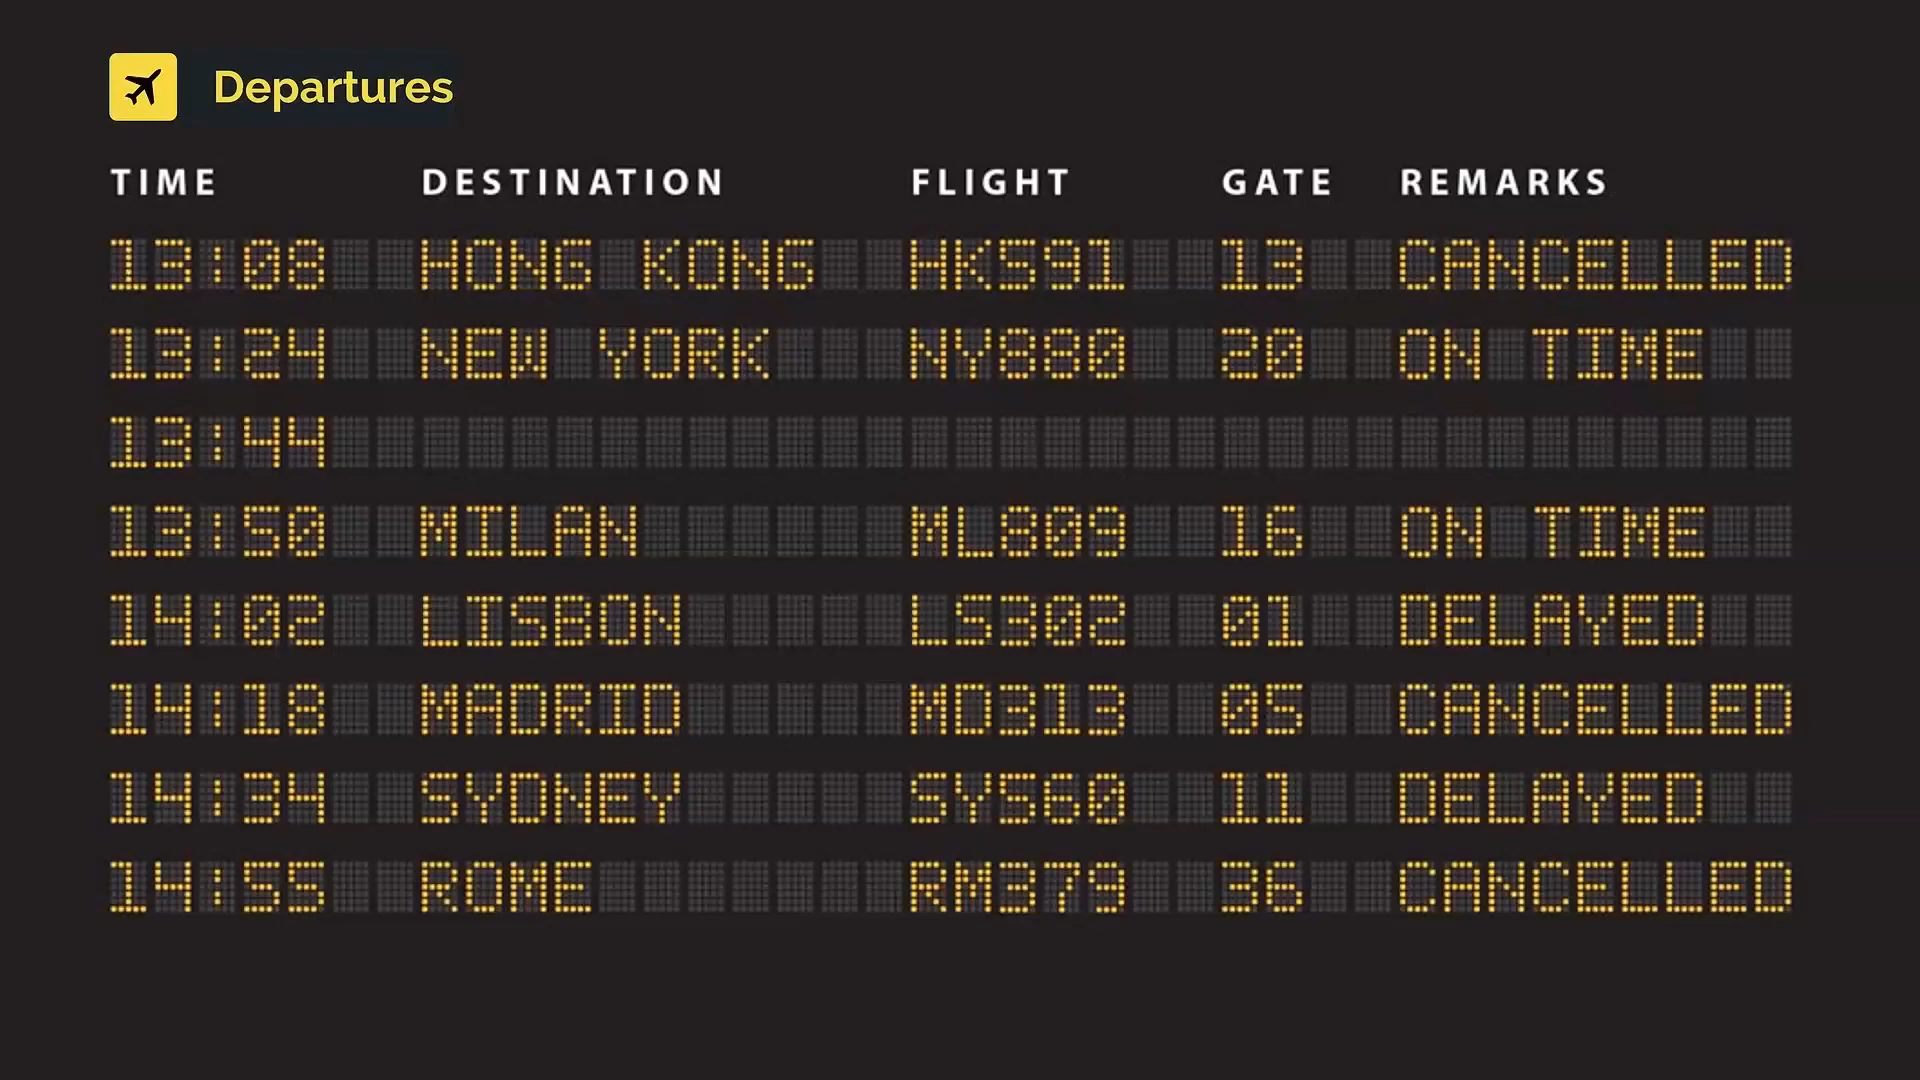 Departures
TIME DESTINATION FLIGHT GATE REMARKS
13:08 HONG KONG HK591 13 CANCELLED
13:24 NEW YORK NY880 20 ON TIME
13:44
13:50 MILAN ML809 16 ON TIME
14:02 LISBON LS302 01 DELAYED
14:18 MADRID MD313 05 CANCELLED
14:34 SYDNEY SY560 11 DELAYED
14:55 ROME RM379 36 CANCELLED